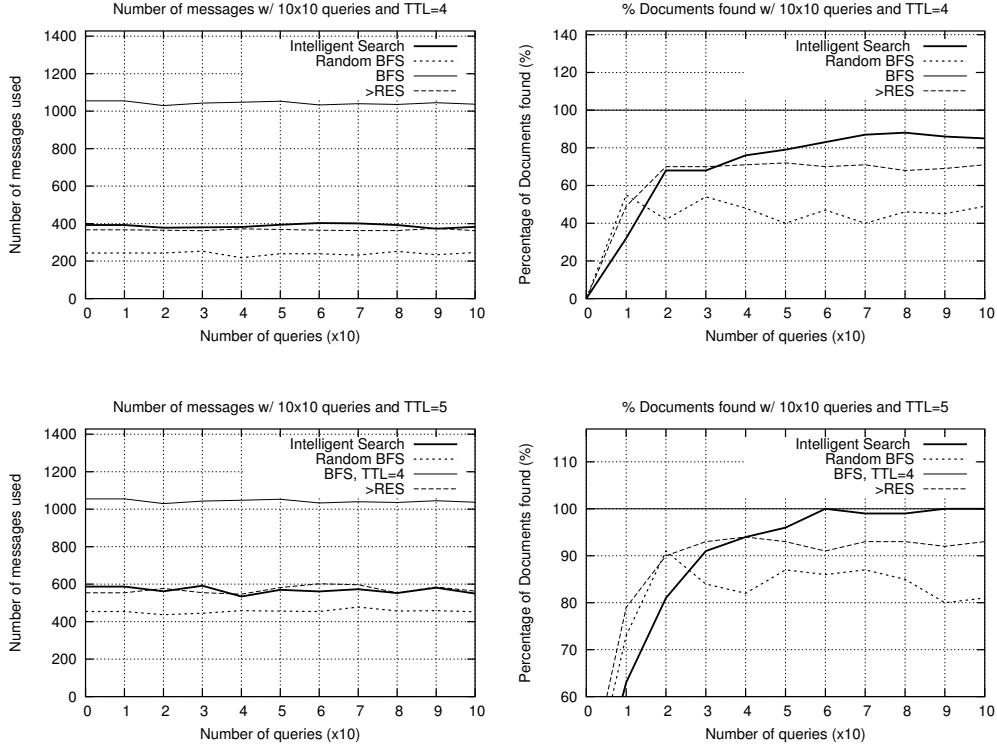 Number of messages w/ 10x10 queries and TTL=4
Number of messages used
1400
1200
1000
800
600
400
200
0
Intelligent Search
Random BFS
BFS
>RES
0 1 2 3 4 5 6 7 8 9 10
Number of queries (x10)
% Documents found w/ 10x10 queries and TTL=4
Percentage of Documents found (%)
140
120
100
80
60
40
20
0
Intelligent Search
Random BFS
BFS
>RES
0 1 2 3 4 5 6 7 8 9 10
Number of queries (x10)
Number of messages w/ 10x10 queries and TTL=5
Number of messages used
1400
1200
1000
800
600
400
200
0
Intelligent Search
Random BFS
BFS, TTL=4
>RES
0 1 2 3 4 5 6 7 8 9 10
Number of queries (x10)
% Documents found w/ 10x10 queries and TTL=5
Percentage of Documents found (%)
110
100
90
80
70
60
Intelligent Search
Random BFS
BFS, TTL=4
>RES
0 1 2 3 4 5 6 7 8 9 10
Number of queries (x10)